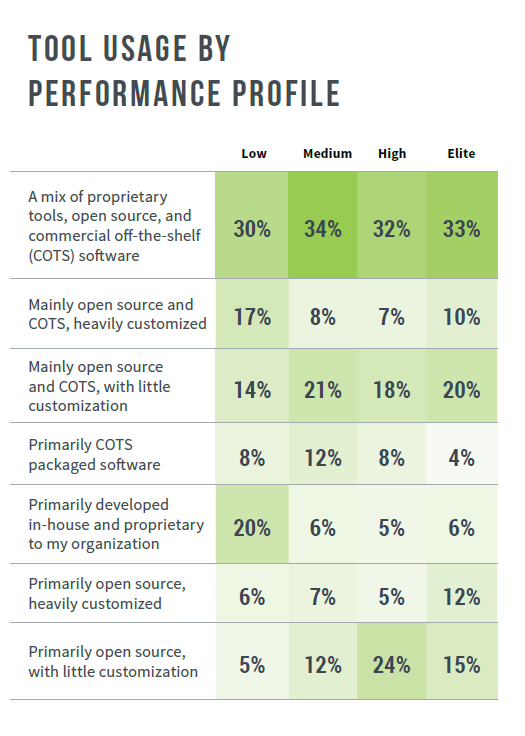 TOOL USAGE BY
PERFORMANCE PROFILE
Low Medium High Elite
A mix of proprietary
tools, open source, and
commercial off-the-shelf
(COTS) software
30% 34% 32% 33%
Mainly open source and
COTS, heavily customized
17% 8% 7% 10%
Mainly open source
and COTS, with little
customization
14% 21% 18% 20%
Primarily COTS
packaged software
8% 12% 8% 4%
Primarily developed
in-house and proprietary
to my organization
20% 6% 5% 6%
Primarily open source,
heavily customized
6% 7% 5% 12%
Primarily open source,
with little customization
5% 12% 24% 15%